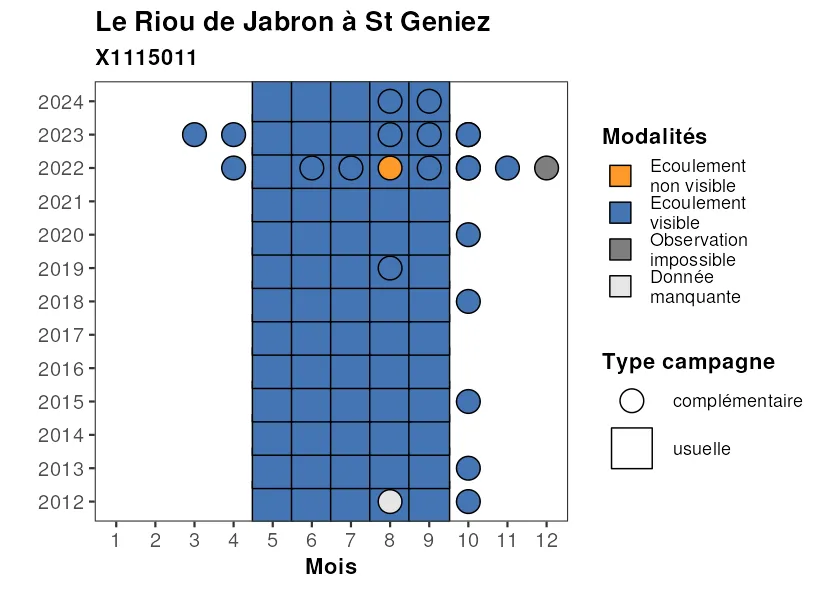 Le Riou de Jabron à St Geniez
X1115011
2024
2023
2022
2021
2020
2019
2018
2017
2016
2015
2014
2013
2012
1 2 3 4 5 6 7 8 9 10 11 12
Mois
Modalités
Ecoulement
non visible
Ecoulement
visible
Observation
impossible
Donnée
manquante
Type campagne
complémentaire
usuelle